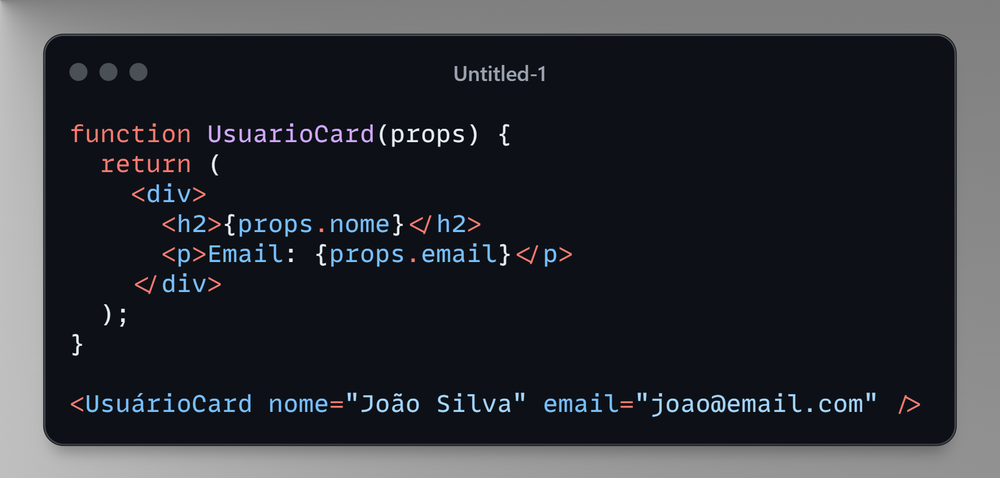 Untitled-1
function UsuarioCard(props) {
  return (
    <div>
      <h2>{props.nome}</h2>
      <p>Email: {props.email}</p>
    </div>
  );
}
<UsuárioCard nome="João Silva" email="joao@email.com" />